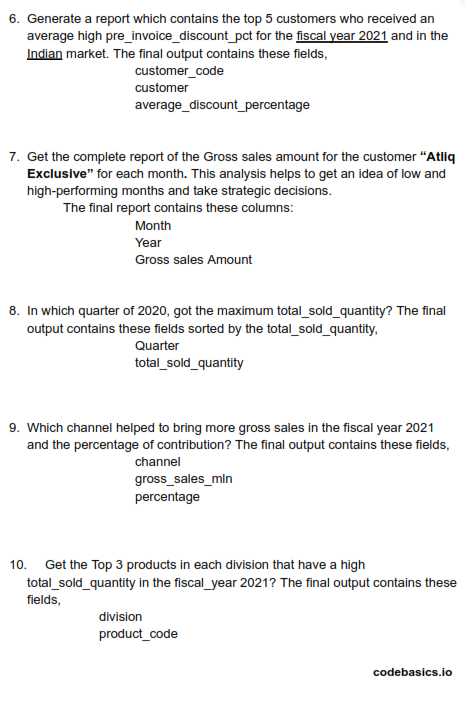 6. Generate a report which contains the top 5 customers who received an
average high pre_invoice_discount_pct for the fiscal year 2021 and in the
Indian market. The final output contains these fields,
customer_code
customer
average_discount_percentage
7. Get the complete report of the Gross sales amount for the customer “Atliq
Exclusive” for each month. This analysis helps to get an idea of low and
high-performing months and take strategic decisions.
The final report contains these columns:
Month
Year
Gross sales Amount
8. In which quarter of 2020, got the maximum total_sold_quantity? The final
output contains these fields sorted by the total_sold_quantity,
Quarter
total_sold_quantity
9. Which channel helped to bring more gross sales in the fiscal year 2021
and the percentage of contribution? The final output contains these fields,
channel
gross_sales_mln
percentage
10. Get the Top 3 products in each division that have a high
total_sold_quantity in the fiscal_year 2021? The final output contains these
fields,
division
product_code
codebasics.io